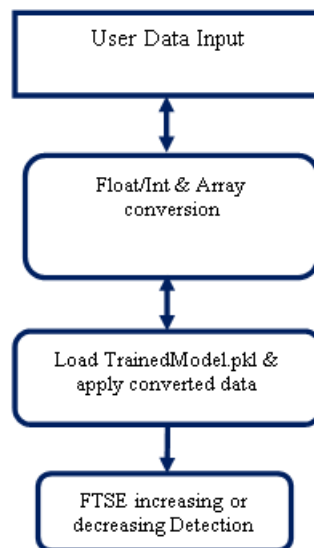 User Data Input
Float/Int & Array
conversion
Load TrainedModel.pkl &
apply converted data
FTSE increasing or
decreasing Detection